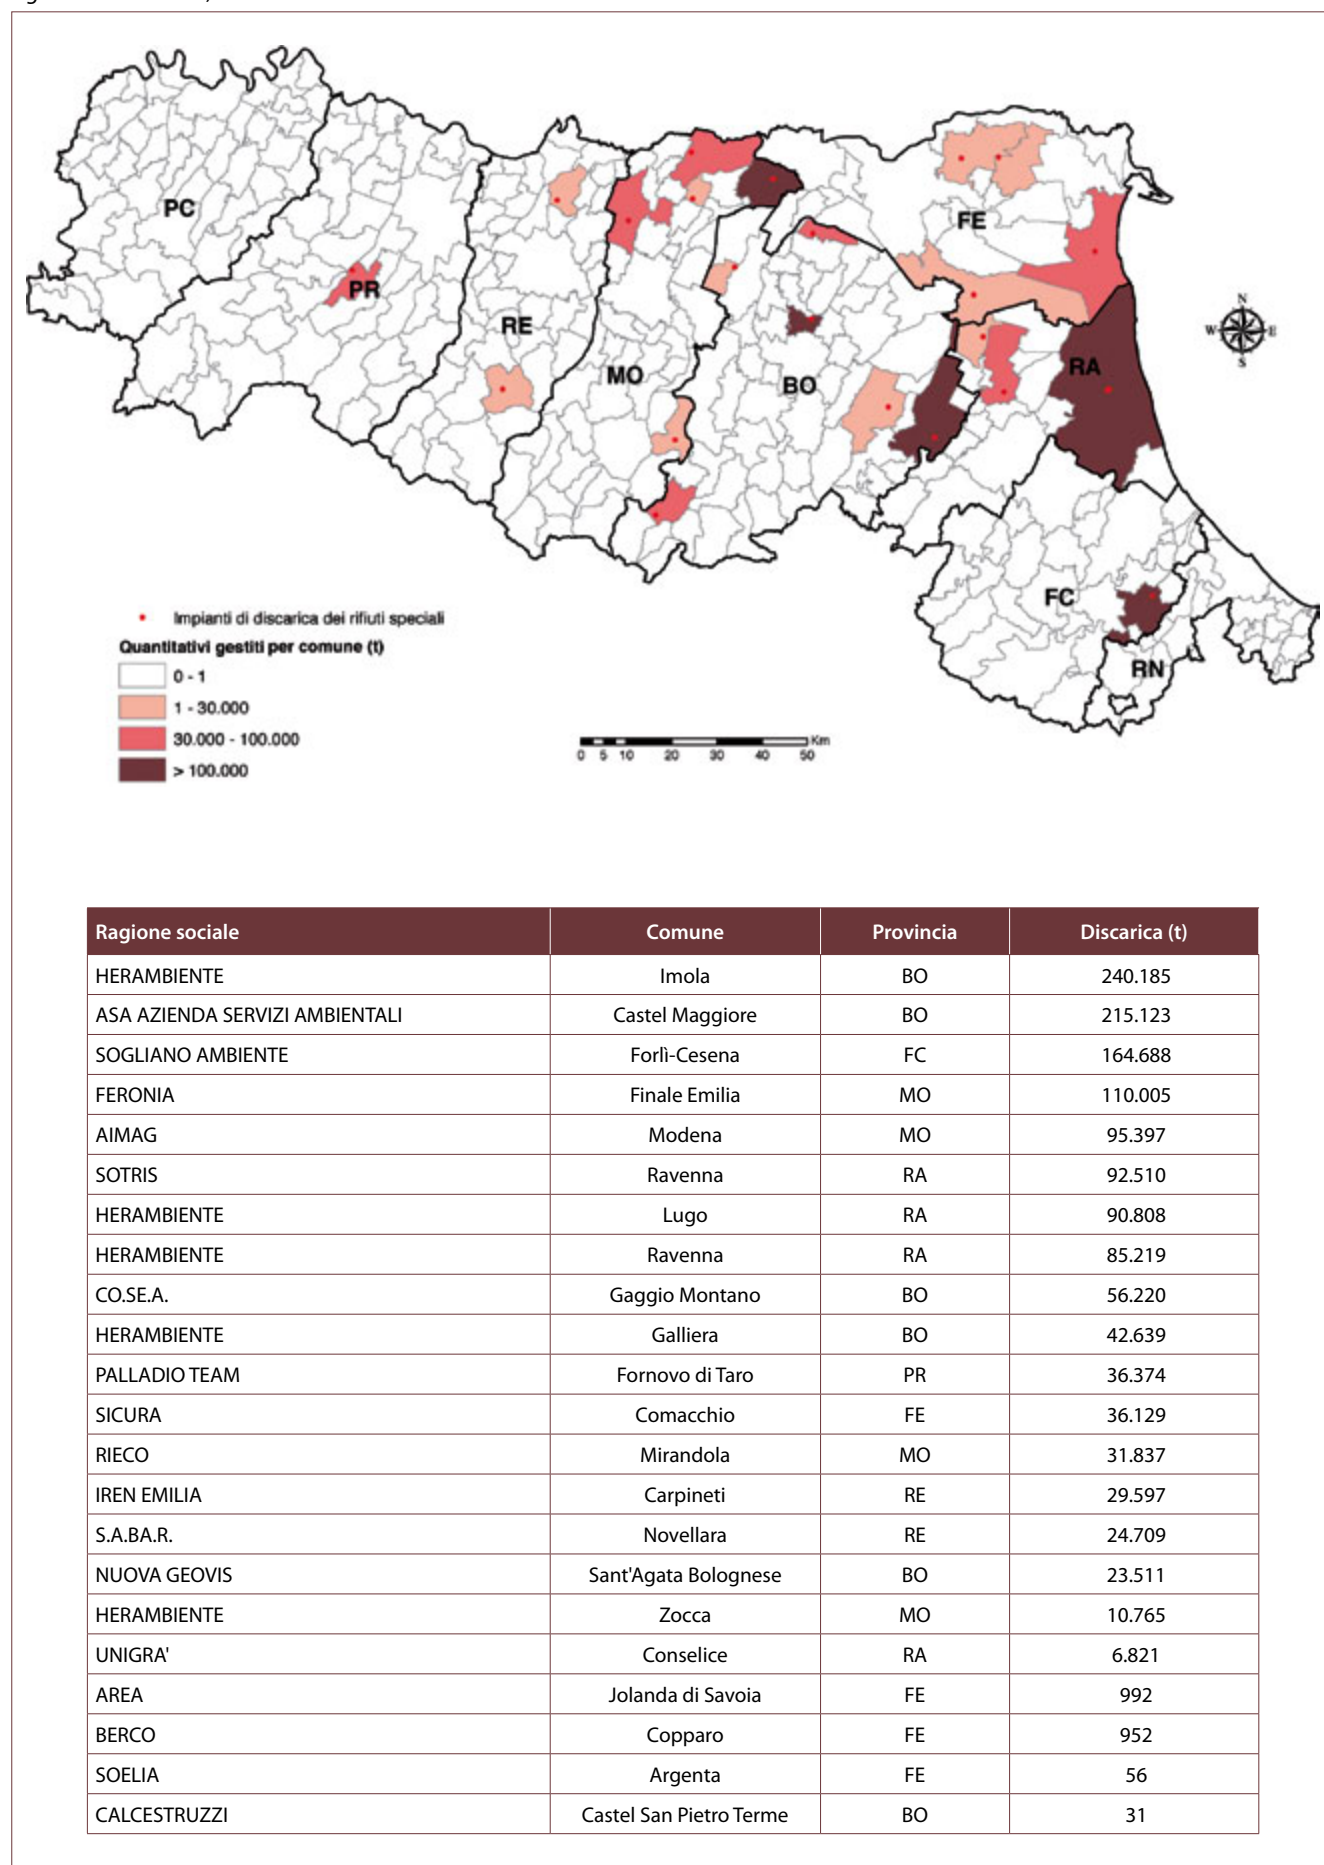 PC
PR
RE
MO
BO
FE
RA
FC
RN
N
W E
S
Impianti di discarica dei rifiuti speciali
Quantitativi gestiti per comune (t)
0 - 1
1 - 30.000
30.000 - 100.000
> 100.000
Km
0 5 10 20 30 40 50
Ragione sociale Comune Provincia Discarica (t)
HERAMBIENTE Imola BO 240.185
ASA AZIENDA SERVIZI AMBIENTALI Castel Maggiore BO 215.123
SOGLIANO AMBIENTE Forlì-Cesena FC 164.688
FERONIA Finale Emilia MO 110.005
AIMAG Modena MO 95.397
SOTRIS Ravenna RA 92.510
HERAMBIENTE Lugo RA 90.808
HERAMBIENTE Ravenna RA 85.219
CO.SE.A. Gaggio Montano BO 56.220
HERAMBIENTE Galliera BO 42.639
PALLADIO TEAM Fornovo di Taro PR 36.374
SICURA Comacchio FE 36.129
RIECO Mirandola MO 31.837
IREN EMILIA Carpineti RE 29.597
S.A.BA.R. Novellara RE 24.709
NUOVA GEOVIS Sant'Agata Bolognese BO 23.511
HERAMBIENTE Zocca MO 10.765
UNIGRA' Conselice RA 6.821
AREA Jolanda di Savoia FE 992
BERCO Copparo FE 952
SOELIA Argenta FE 56
CALCESTRUZZI Castel San Pietro Terme BO 31